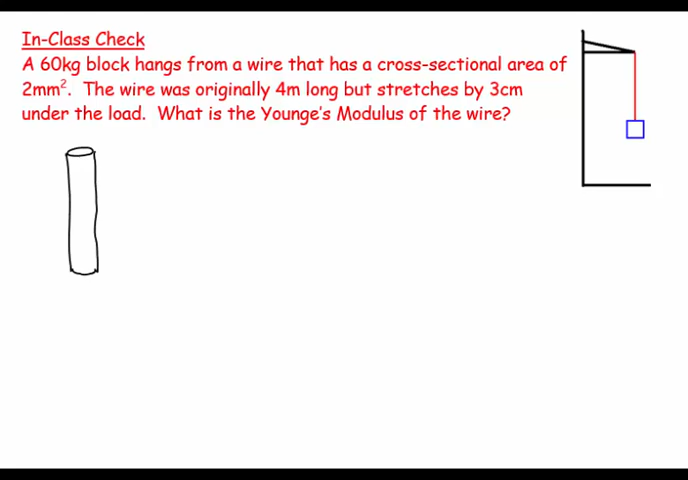 In-Class Check
A 60kg block hangs from a wire that has a cross-sectional area of
2mm². The wire was originally 4m long but stretches by 3cm
under the load. What is the Younge's Modulus of the wire?